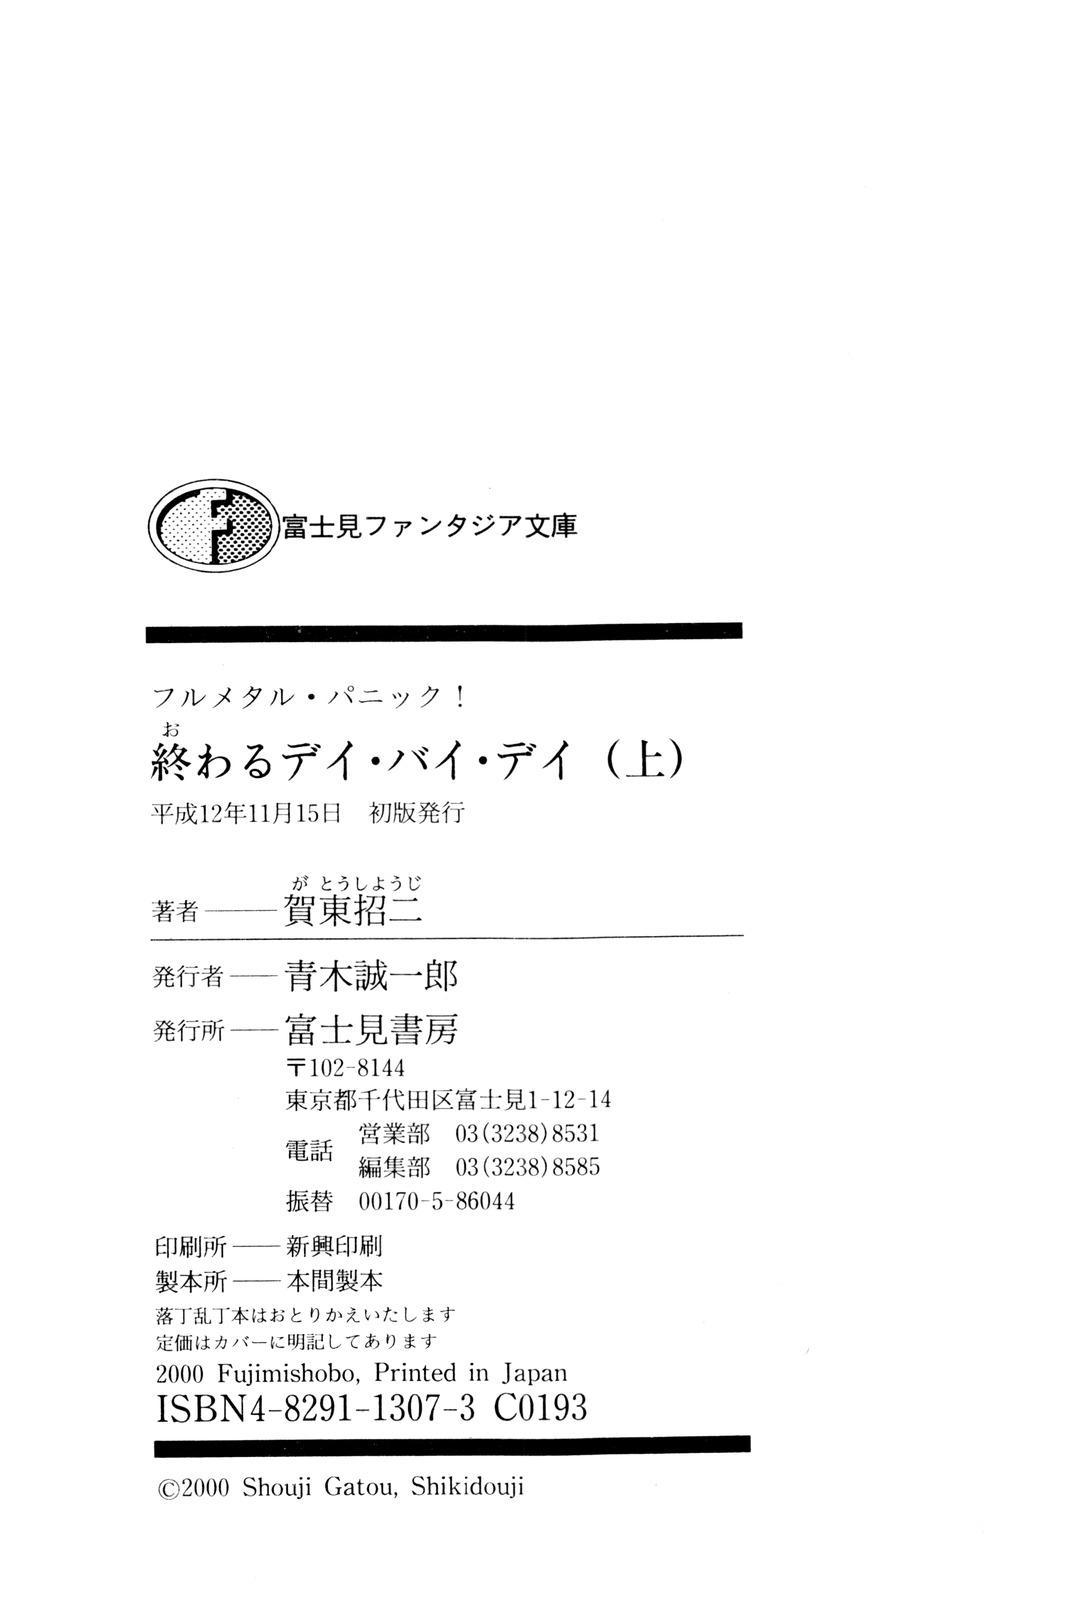 F
富士見ファンタジア文庫
フルメタル・パニック!
お
終わるデイ・バイ・デイ(上)
平成12年11月15日 初版発行
がとうしようじ
著者――賀東招二
発行者――青木誠一郎
発行所――富士見書房
〒102-8144
東京都千代田区富士見1-12-14
電話 営業部 03(3238)8531
編集部 03(3238)8585
振替 00170-5-86044
印刷所――新興印刷
製本所――本間製本
落丁乱丁本はおとりかえいたします
定価はカバーに明記してあります
2000 Fujimishobo, Printed in Japan
ISBN4-8291-1307-3 C0193
©2000 Shouji Gatou, Shikidouji